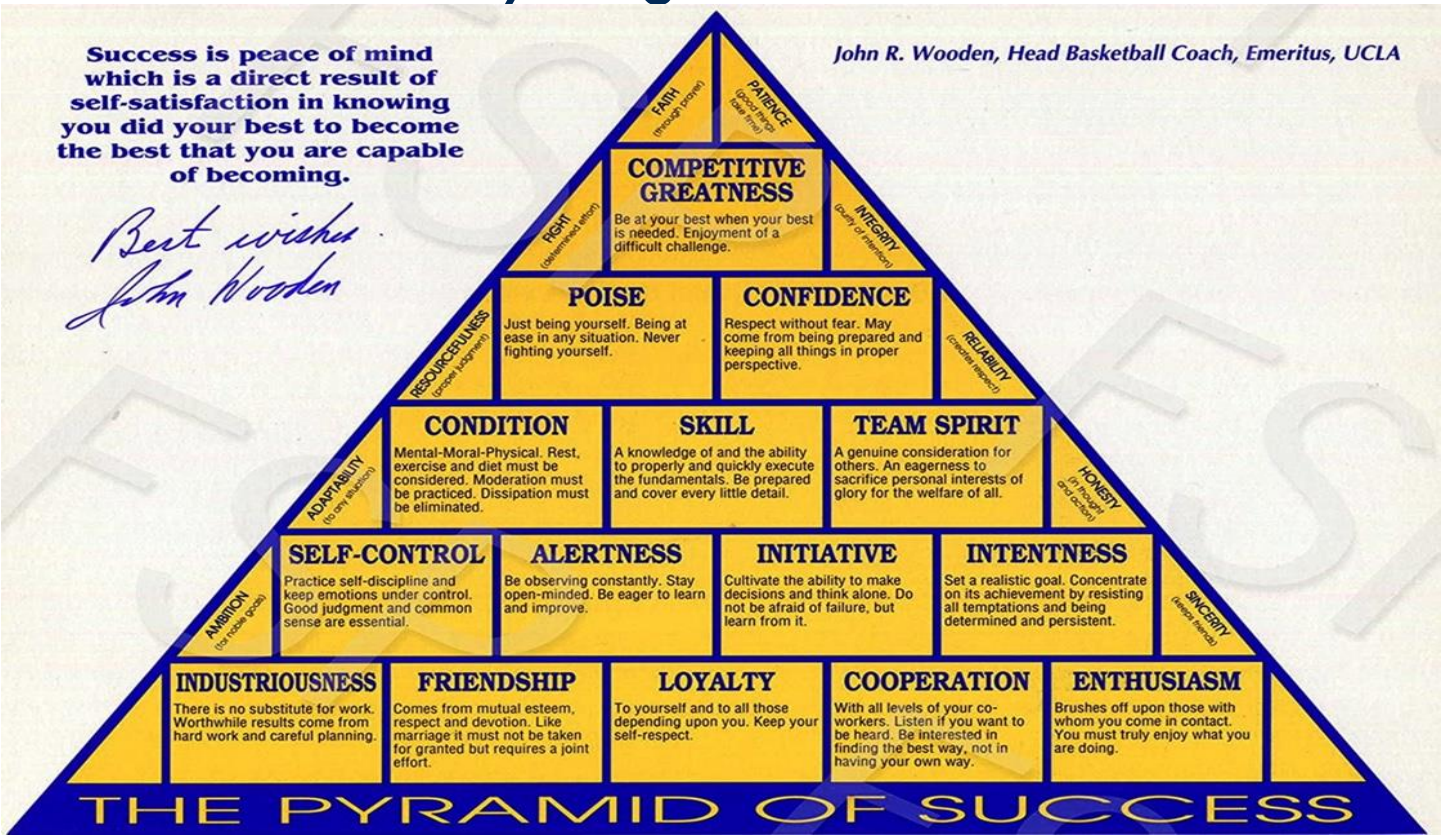 Success is peace of mind
which is a direct result of
self-satisfaction in knowing
you did your best to become
the best that you are capable
of becoming.
Best wishes
John Wooden
John R. Wooden, Head Basketball Coach, Emeritus, UCLA
FAITH
(through prayer)
PATIENCE
(good things
take time)
FIGHT
(determined effort)
COMPETITIVE
GREATNESS
Be at your best when your best
is needed. Enjoyment of a
difficult challenge.
INTEGRITY
(purity of intention)
RESOURCEFULNESS
(proper judgment)
POISE
Just being yourself. Being at
ease in any situation. Never
fighting yourself.
CONFIDENCE
Respect without fear. May
come from being prepared and
keeping all things in proper
perspective.
RELIABILITY
(creates respect)
ADAPTABILITY
(to any situation)
CONDITION
Mental-Moral-Physical. Rest,
exercise and diet must be
considered. Moderation must
be practiced. Dissipation must
be eliminated.
SKILL
A knowledge of and the ability
to properly and quickly execute
the fundamentals. Be prepared
and cover every little detail.
TEAM SPIRIT
A genuine consideration for
others. An eagerness to
sacrifice personal interests of
glory for the welfare of all.
HONESTY
(in thought
and action)
AMBITION
(for noble goals)
SELF-CONTROL
Practice self-discipline and
keep emotions under control.
Good judgment and common
sense are essential.
ALERTNESS
Be observing constantly. Stay
open-minded. Be eager to learn
and improve.
INITIATIVE
Cultivate the ability to make
decisions and think alone. Do
not be afraid of failure, but
learn from it.
INTENTNESS
Set a realistic goal. Concentrate
on its achievement by resisting
all temptations and being
determined and persistent.
SINCERITY
(keeps friends)
INDUSTRIOUSNESS
There is no substitute for work.
Worthwhile results come from
hard work and careful planning.
FRIENDSHIP
Comes from mutual esteem,
respect and devotion. Like
marriage it must not be taken
for granted but requires a joint
effort.
LOYALTY
To yourself and to all those
depending upon you. Keep your
self-respect.
COOPERATION
With all levels of your co-
workers. Listen if you want to
be heard. Be interested in
finding the best way, not in
having your own way.
ENTHUSIASM
Brushes off upon those with
whom you come in contact.
You must truly enjoy what you
are doing.
THE PYRAMID OF SUCCESS